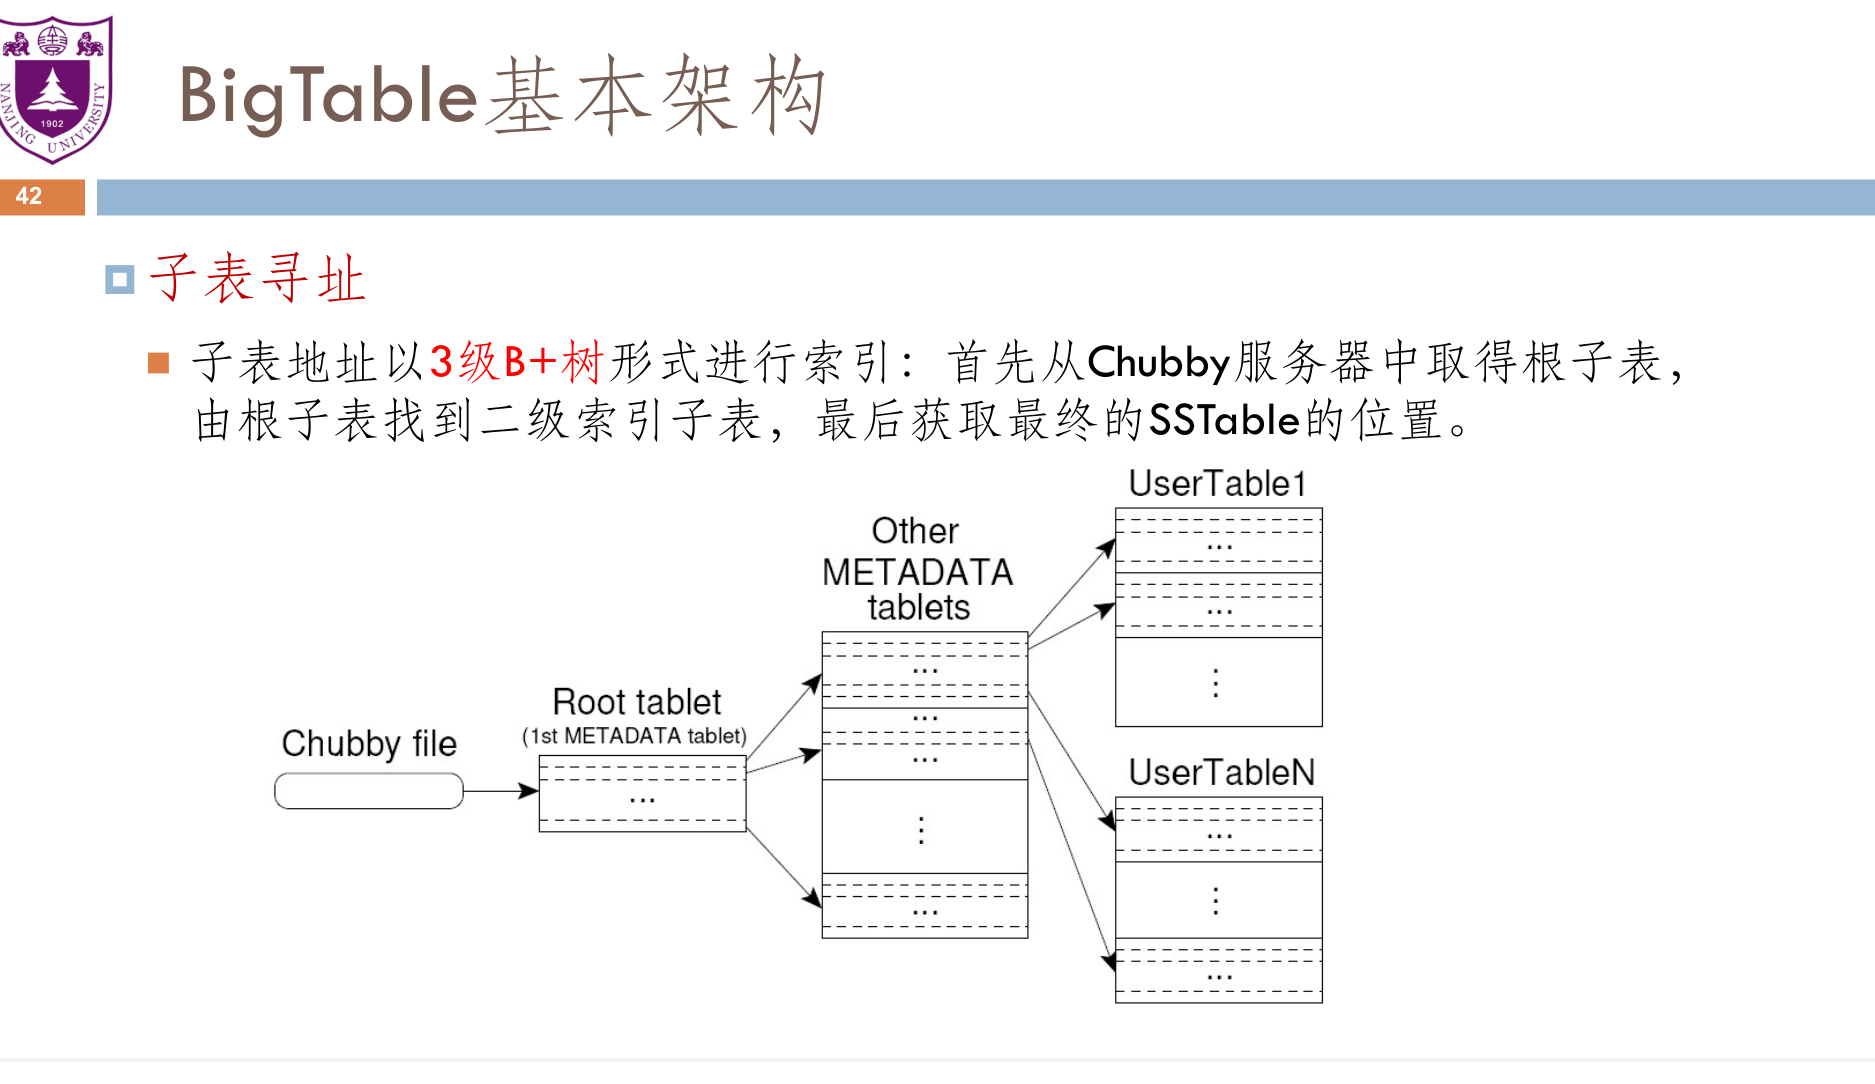 NANJING UNIVERSITY
1902
BigTable基本架构
42
子表寻址
子表地址以3级B+树形式进行索引：首先从Chubby服务器中取得根子表，
由根子表找到二级索引子表，最后获取最终的SSTable的位置。
Chubby file
Root tablet
(1st METADATA tablet)
...
Other
METADATA
tablets
...
...
...
⋮
...
UserTable1
...
...
⋮
UserTableN
...
⋮
...